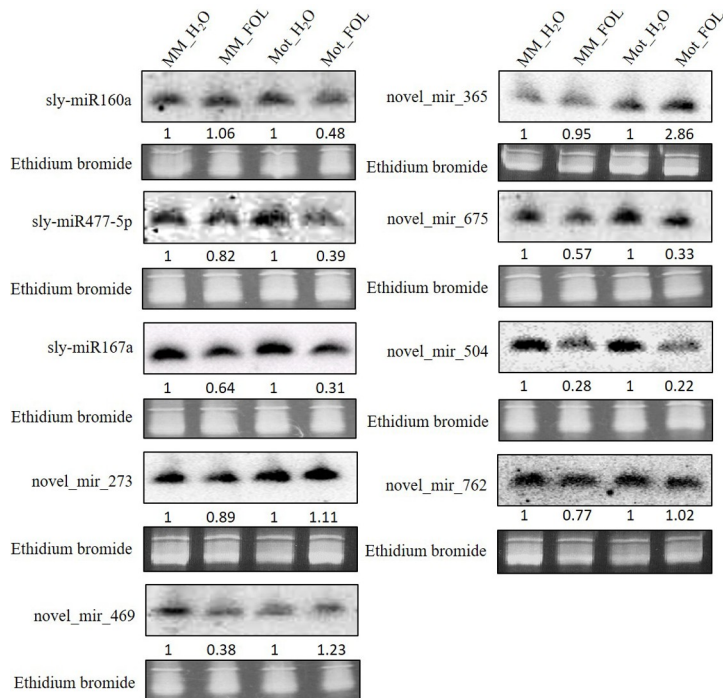 MM_H₂O MM_FOL Mot_H₂O Mot_FOL
sly-miR160a
1 1.06 1 0.48
Ethidium bromide
sly-miR477-5p
1 0.82 1 0.39
Ethidium bromide
sly-miR167a
1 0.64 1 0.31
Ethidium bromide
novel_mir_273
1 0.89 1 1.11
Ethidium bromide
novel_mir_469
1 0.38 1 1.23
Ethidium bromide
MM_H₂O MM_FOL Mot_H₂O Mot_FOL
novel_mir_365
1 0.95 1 2.86
Ethidium bromide
novel_mir_675
1 0.57 1 0.33
Ethidium bromide
novel_mir_504
1 0.28 1 0.22
Ethidium bromide
novel_mir_762
1 0.77 1 1.02
Ethidium bromide